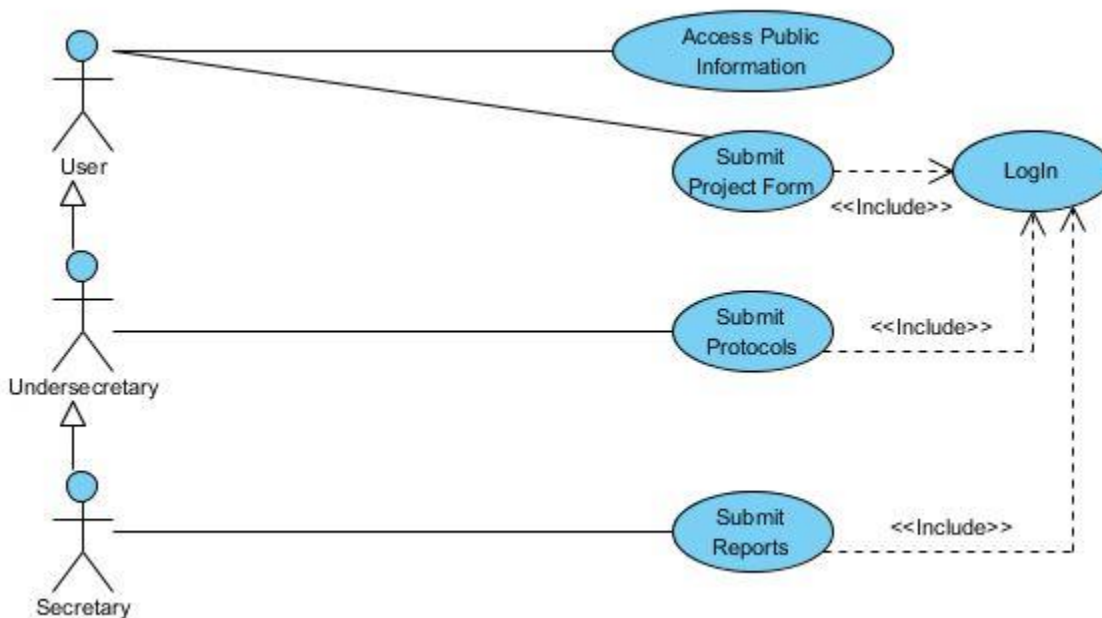 Access Public
Information
User
Submit
Project Form
<<Include>>
LogIn
Undersecretary
Submit
Protocols
<<Include>>
Secretary
Submit
Reports
<<Include>>